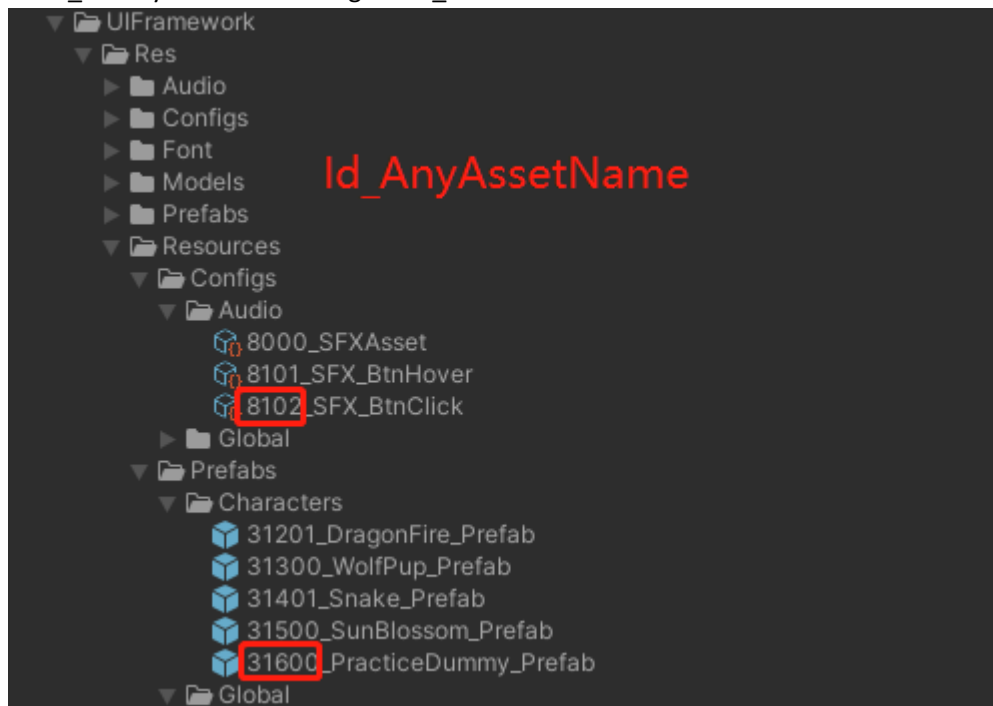 UIFramework
Res
Audio
Configs
Font
Models
Id_AnyAssetName
Prefabs
Resources
Configs
Audio
8000_SFXAsset
8101_SFX_BtnHover
8102_SFX_BtnClick
Global
Prefabs
Characters
31201_DragonFire_Prefab
31300_WolfPup_Prefab
31401_Snake_Prefab
31500_SunBlossom_Prefab
31600_PracticeDummy_Prefab
Global